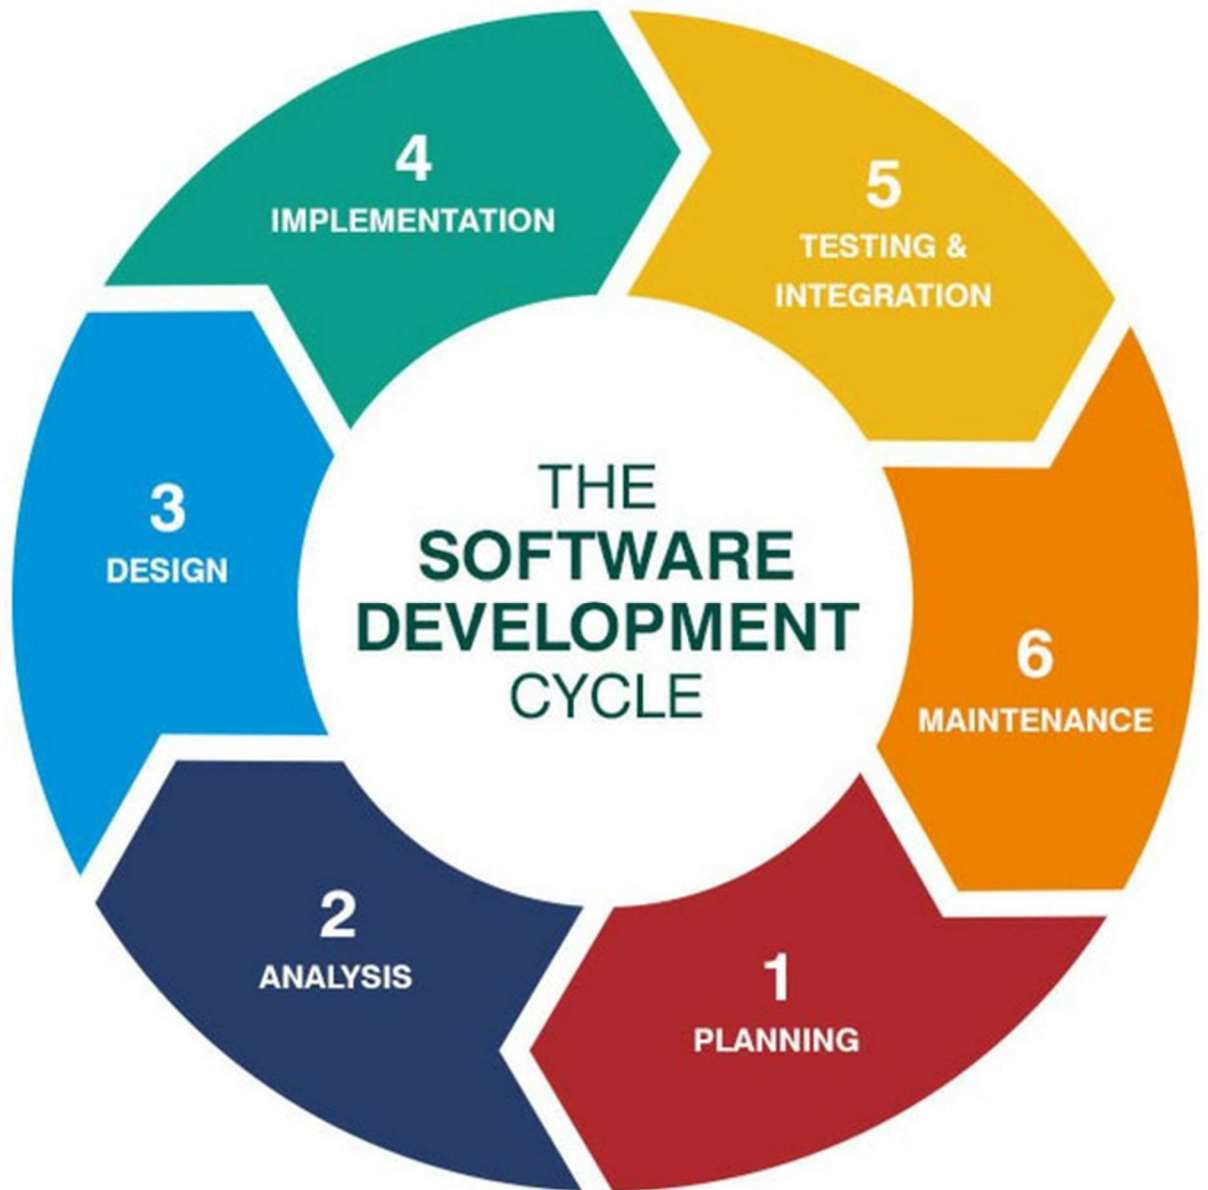 4
IMPLEMENTATION
5
TESTING &
INTEGRATION
3
DESIGN
THE
SOFTWARE
DEVELOPMENT
CYCLE
6
MAINTENANCE
2
ANALYSIS
1
PLANNING